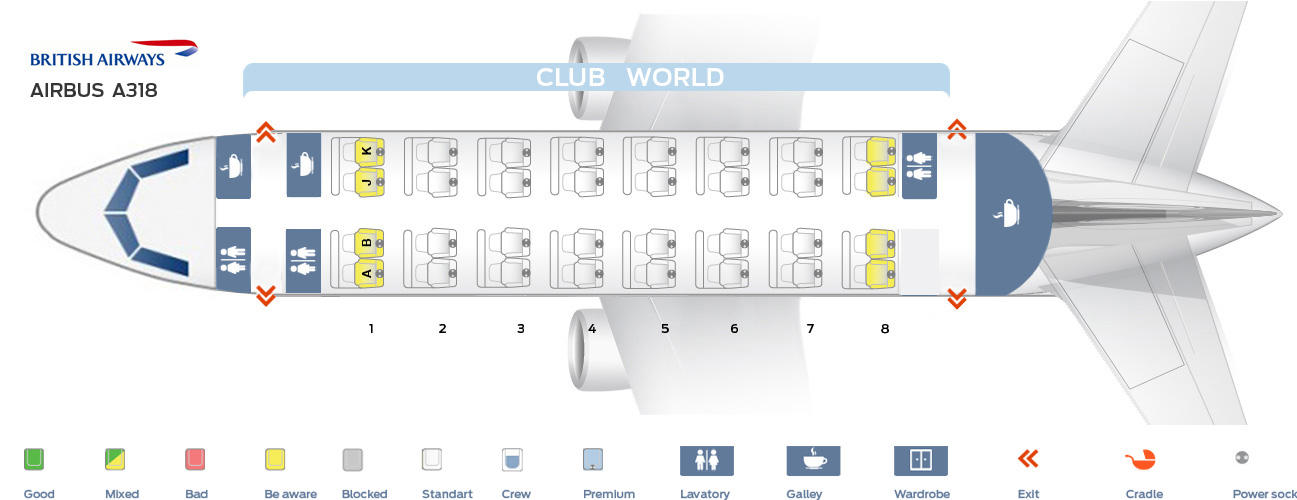 BRITISH AIRWAYS
AIRBUS A318
CLUB WORLD
K
J
B
A
1 2 3 4 5 6 7 8
Good Mixed Bad Be aware Blocked Standart Crew Premium Lavatory Galley Wardrobe Exit Cradle Power sock